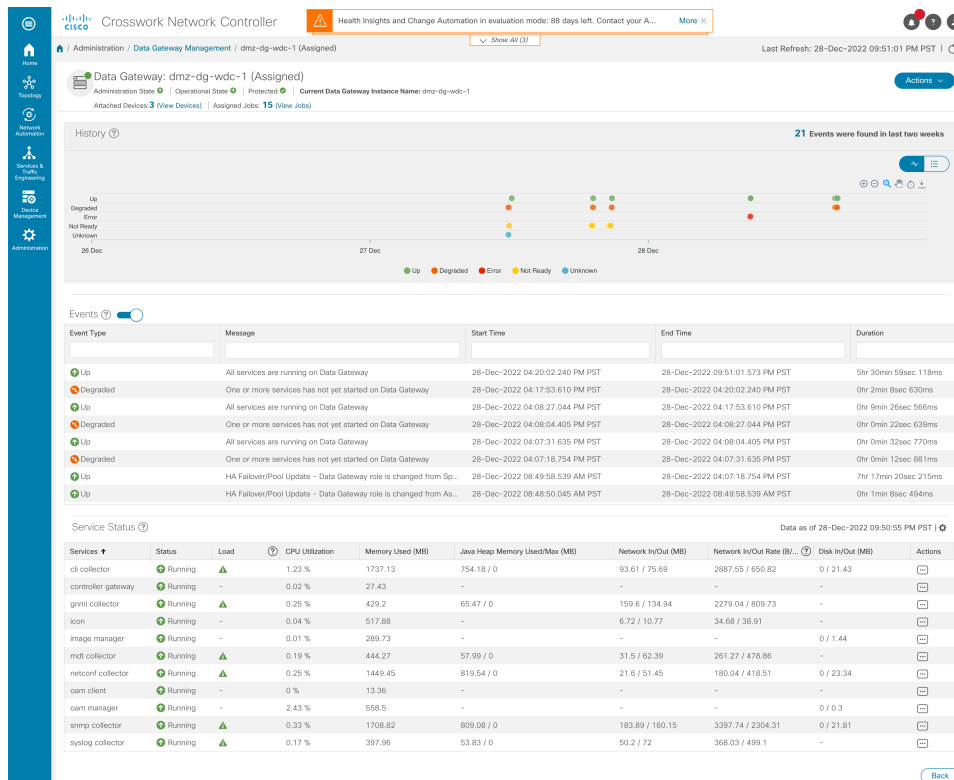 cisco Crosswork Network Controller
Health Insights and Change Automation in evaluation mode: 88 days left. Contact your A... More
Show All (3)
/ Administration / Data Gateway Management / dmz-dg-wdc-1 (Assigned) Last Refresh: 28-Dec-2022 09:51:01 PM PST |
Home
Topology
Network Automation
Services & Traffic Engineering
Device Management
Administration
Data Gateway: dmz-dg-wdc-1 (Assigned)
Actions
Administration State | Operational State | Protected | Current Data Gateway Instance Name: dmz-dg-wdc-1
Attached Devices: 3 (View Devices) | Assigned Jobs: 15 (View Jobs)
History ? 21 Events were found in last two weeks
Up
Degraded
Error
Not Ready
Unknown
26 Dec 27 Dec 28 Dec
Up Degraded Error Not Ready Unknown
Events ?
Event Type Message Start Time End Time Duration
Up All services are running on Data Gateway 28-Dec-2022 04:20:02.240 PM PST 28-Dec-2022 09:51:01.573 PM PST 5hr 30min 59sec 118ms
Degraded One or more services has not yet started on Data Gateway 28-Dec-2022 04:17:53.610 PM PST 28-Dec-2022 04:20:02.240 PM PST 0hr 2min 8sec 630ms
Up All services are running on Data Gateway 28-Dec-2022 04:08:27.044 PM PST 28-Dec-2022 04:17:53.610 PM PST 0hr 9min 26sec 566ms
Degraded One or more services has not yet started on Data Gateway 28-Dec-2022 04:08:04.405 PM PST 28-Dec-2022 04:08:27.044 PM PST 0hr 0min 22sec 639ms
Up All services are running on Data Gateway 28-Dec-2022 04:07:31.635 PM PST 28-Dec-2022 04:08:04.405 PM PST 0hr 0min 32sec 770ms
Degraded One or more services has not yet started on Data Gateway 28-Dec-2022 04:07:18.754 PM PST 28-Dec-2022 04:07:31.635 PM PST 0hr 0min 12sec 881ms
Up HA Failover/Pool Update - Data Gateway role is changed from Sp... 28-Dec-2022 08:49:58.539 AM PST 28-Dec-2022 04:07:18.754 PM PST 7hr 17min 20sec 215ms
Up HA Failover/Pool Update - Data Gateway role is changed from As... 28-Dec-2022 08:48:50.045 AM PST 28-Dec-2022 08:49:58.539 AM PST 0hr 1min 8sec 494ms
Service Status ? Data as of 28-Dec-2022 09:50:55 PM PST |
Services ↑ Status Load ? CPU Utilization Memory Used (MB) Java Heap Memory Used/Max (MB) Network In/Out (MB) Network In/Out Rate (B/... ? Disk In/Out (MB) Actions
cli collector Running 1.23 % 1737.13 754.18 / 0 93.61 / 75.69 2887.55 / 650.82 0 / 21.43
controller gateway Running - 0.02 % 27.43 - - - -
gnmi collector Running 0.25 % 429.2 65.47 / 0 159.6 / 134.94 2279.04 / 809.73 -
icon Running - 0.04 % 517.88 - 6.72 / 10.77 34.68 / 38.91 -
image manager Running - 0.01 % 289.73 - - - 0 / 1.44
mdt collector Running 0.19 % 444.27 57.99 / 0 31.5 / 62.39 261.27 / 478.86 -
netconf collector Running 0.25 % 1449.45 819.54 / 0 21.6 / 51.45 180.04 / 418.51 0 / 23.34
oam client Running - 0 % 13.36 - - - -
oam manager Running - 2.43 % 558.5 - - - 0 / 0.3
snmp collector Running 0.33 % 1708.82 809.08 / 0 183.89 / 160.15 3397.74 / 2304.31 0 / 21.81
syslog collector Running 0.17 % 397.96 53.83 / 0 50.2 / 72 368.03 / 499.1 -
Back